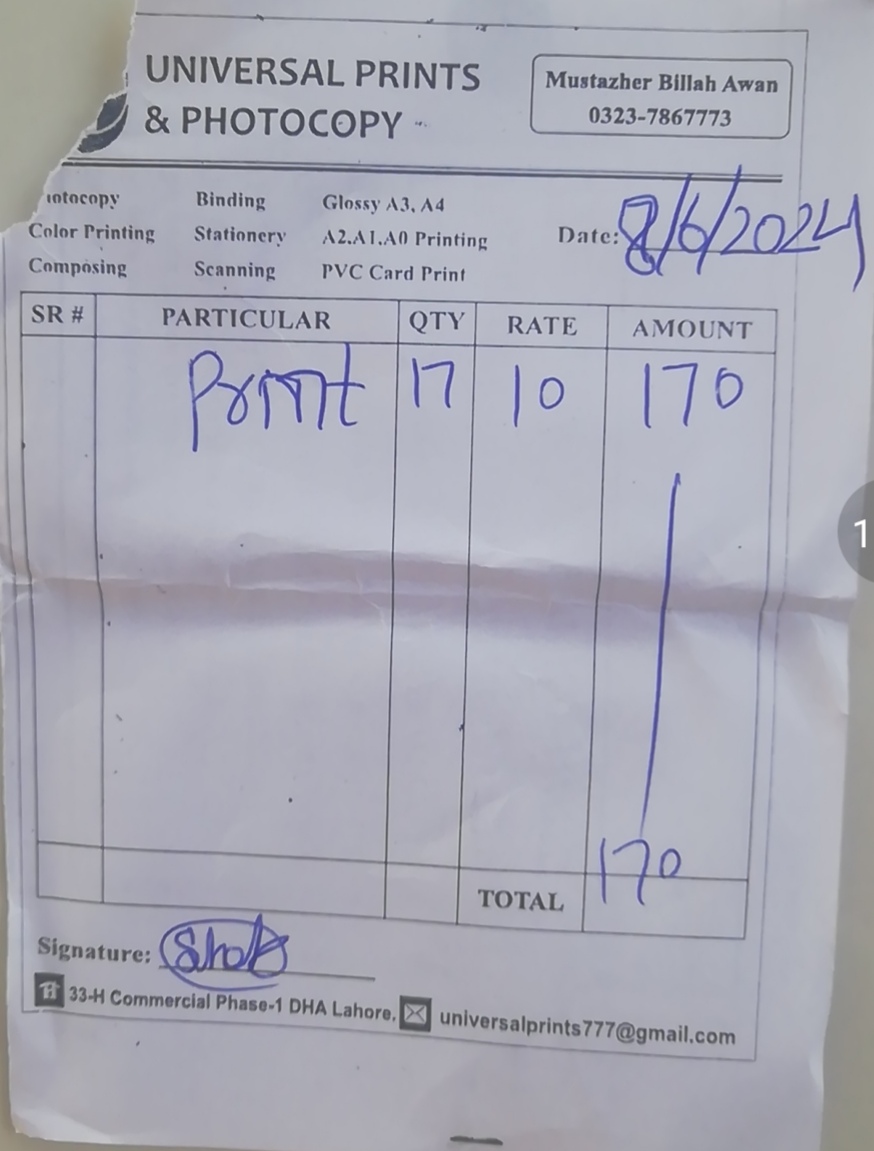 UNIVERSAL PRINTS
& PHOTOCOPY
Mustazher Billah Awan
0323-7867773
otocopy Binding Glossy A3, A4
Color Printing Stationery A2.A1.A0 Printing
Composing Scanning PVC Card Print
Date: 8/6/2024
SR # PARTICULAR QTY RATE AMOUNT
Print 17 10 170
TOTAL 170
Signature:
33-H Commercial Phase-1 DHA Lahore.
universalprints777@gmail.com
1